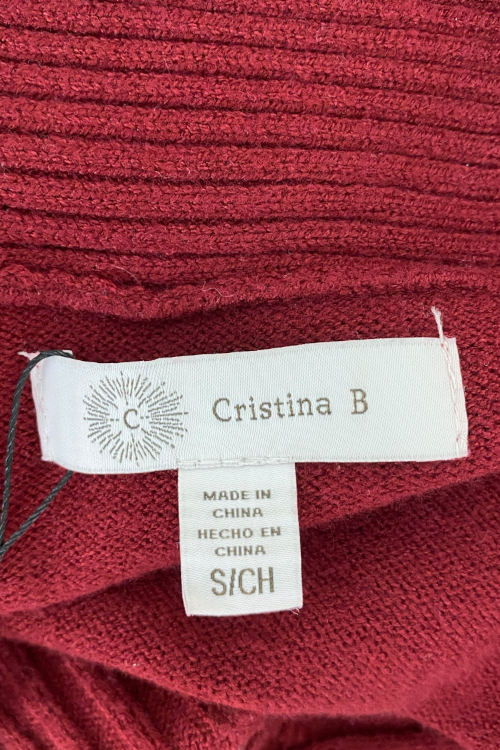 C
Cristina B
MADE IN
CHINA
HECHO EN
CHINA
S/CH